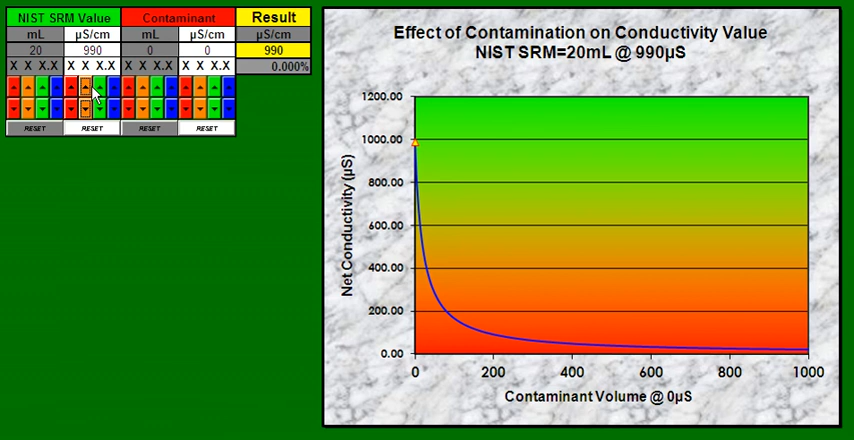 NIST SRM Value Contaminant Result
mL µS/cm mL µS/cm µS/cm
20 990 0 0 990
X X X.X X X X.X X X X.X X X X.X 0.000%
RESET RESET RESET RESET
Effect of Contamination on Conductivity Value
NIST SRM=20mL @ 990µS
Net Conductivity (µS)
1200.00
1000.00
800.00
600.00
400.00
200.00
0.00
0 200 400 600 800 1000
Contaminant Volume @ 0µS